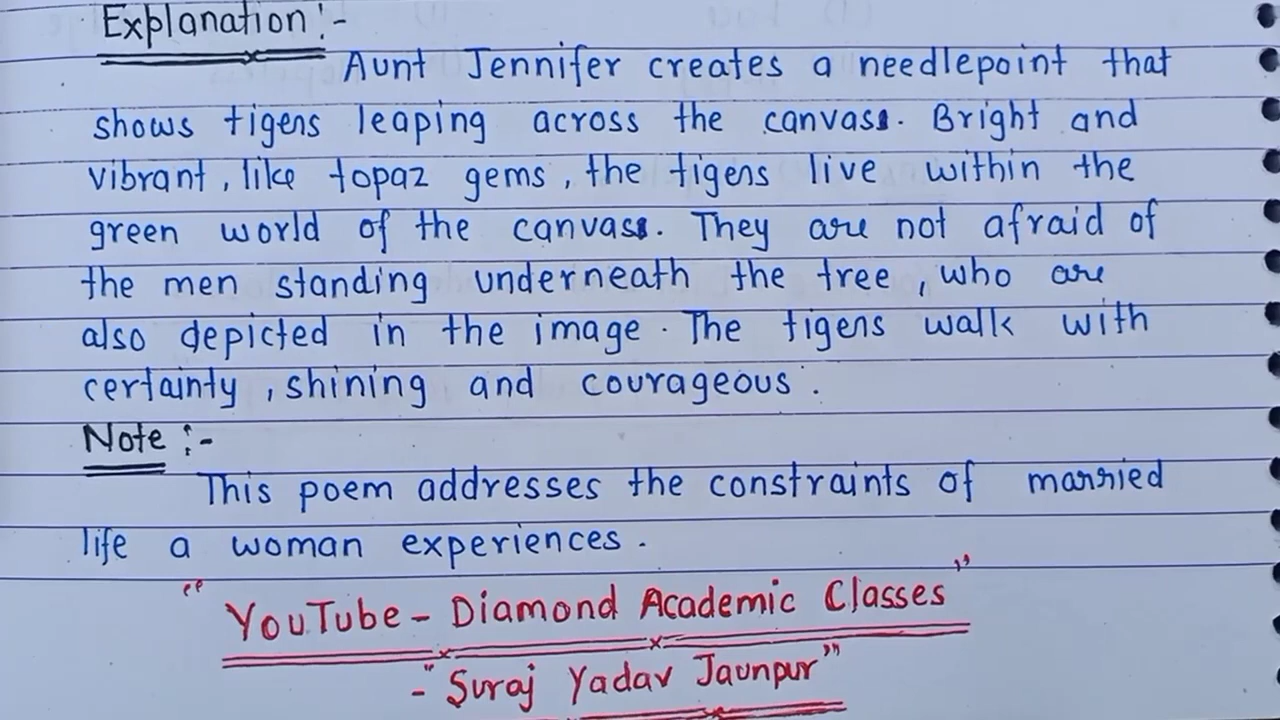 Explanation :-
Aunt Jennifer creates a needlepoint that
shows tigers leaping across the canvas. Bright and
vibrant, like topaz gems, the tigers live within the
green world of the canvas. They are not afraid of
the men standing underneath the tree, who are
also depicted in the image. The tigers walk with
certainty, shining and courageous.
Note :-
This poem addresses the constraints of married
life a woman experiences.
"YouTube - Diamond Academic Classes"
- "Suraj Yadav Jaunpur"